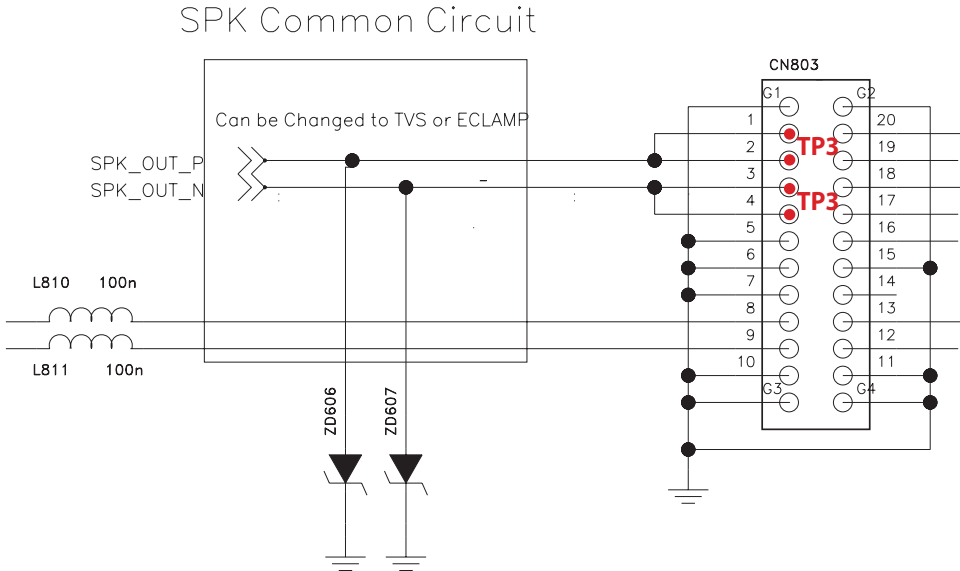 SPK Common Circuit
CN803
G1 G2
Can be Changed to TVS or ECLAMP
1 20
TP3
SPK_OUT_P
2 19
SPK_OUT_N
3 18
TP3
4 17
5 16
6 15
L810 100n
7 14
8 13
9 12
L811 100n
10 11
G3 G4
ZD606 ZD607